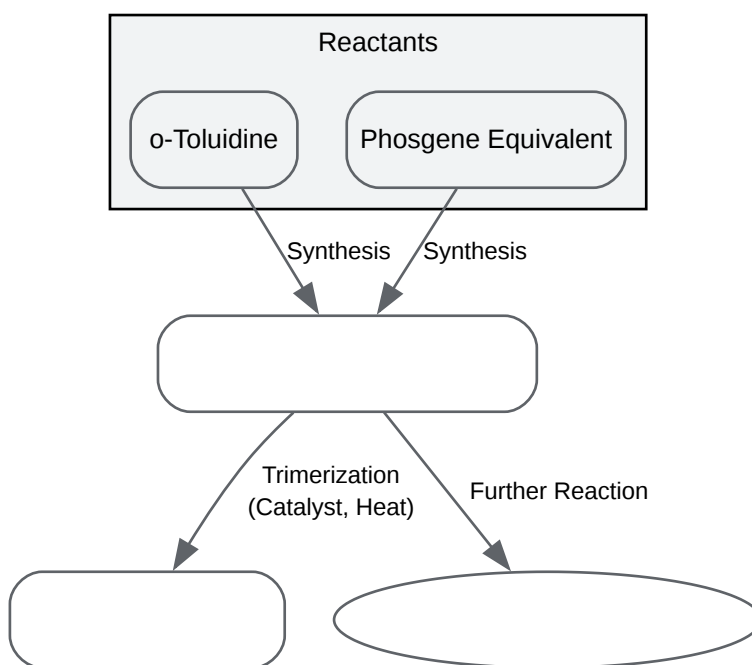 Reactants
o-Toluidine
Phosgene Equivalent
Synthesis
Synthesis
Trimerization
(Catalyst, Heat)
Further Reaction